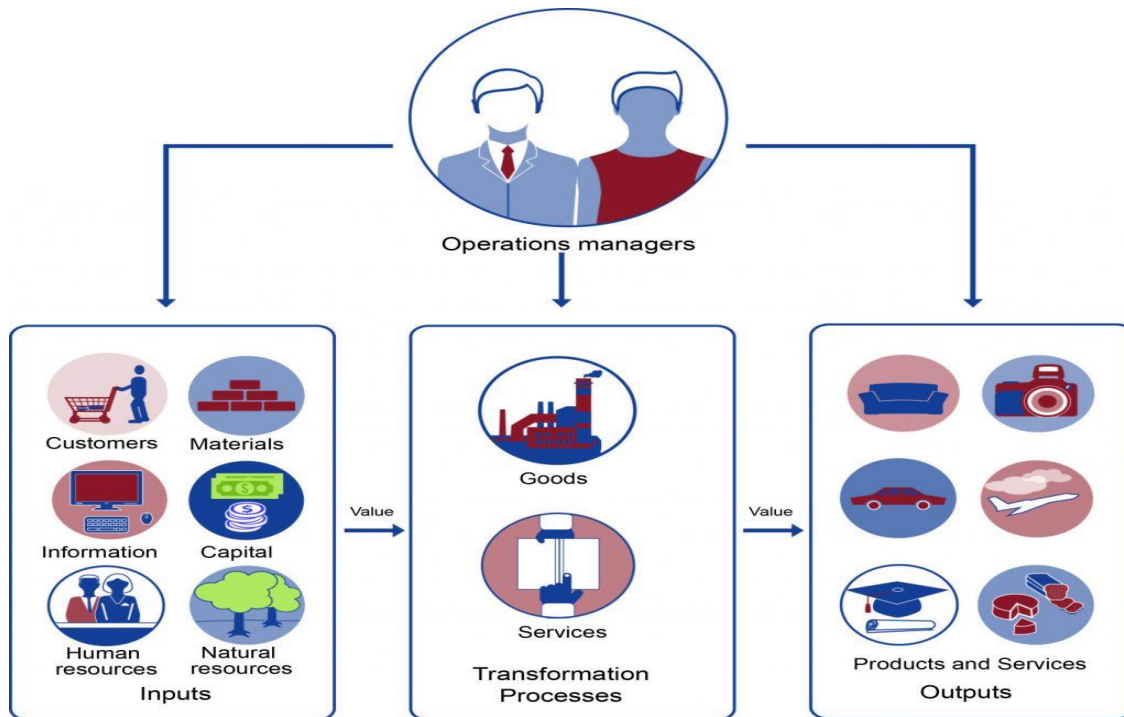 Operations managers
Customers
Materials
Information
Capital
Human
resources
Natural
resources
Inputs
Value
Goods
Services
Transformation
Processes
Value
Products and Services
Outputs